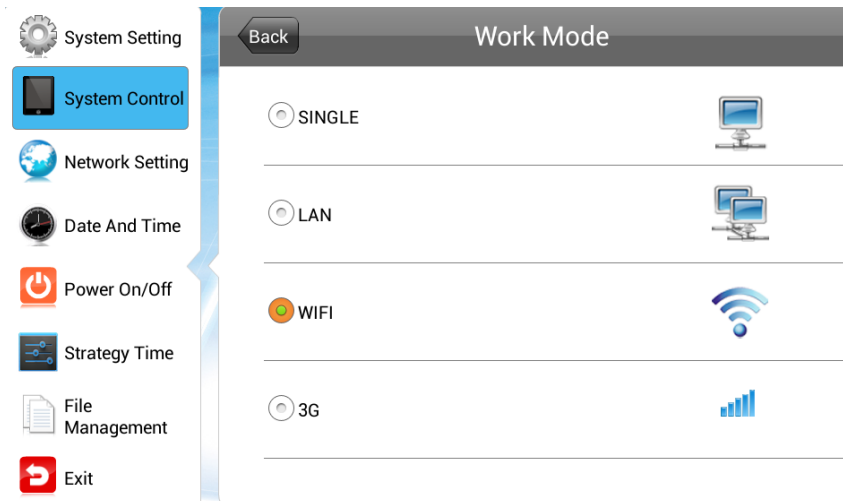 System Setting
System Control
Network Setting
Date And Time
Power On/Off
Strategy Time
File
Management
Exit
Back
Work Mode
SINGLE
LAN
WIFI
3G